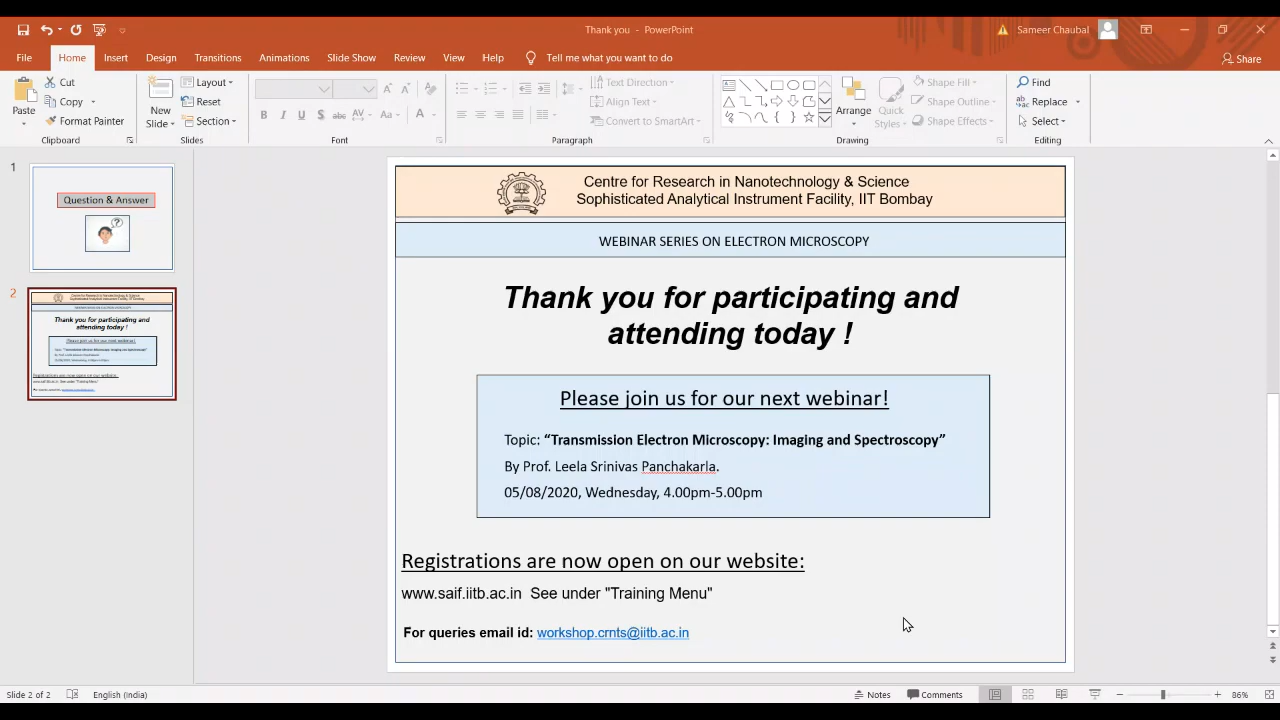 Thank you - PowerPoint
Sameer Chaubal
File Home Insert Design Transitions Animations Slide Show Review View Help Tell me what you want to do
Share
Paste
Cut
Copy
Format Painter
Clipboard
New
Slide
Layout
Reset
Section
Slides
Font
Text Direction
Align Text
Convert to SmartArt
Paragraph
Arrange
Quick
Styles
Shape Fill
Shape Outline
Shape Effects
Drawing
Find
Replace
Select
Editing
1
Question & Answer
2
Centre for Research in Nanotechnology & Science
Sophisticated Analytical Instrument Facility, IIT Bombay
WEBINAR SERIES ON ELECTRON MICROSCOPY
Thank you for participating and
attending today !
Please join us for our next webinar!
Topic: “Transmission Electron Microscopy: Imaging and Spectroscopy”
By Prof. Leela Srinivas Panchakarla.
05/08/2020, Wednesday, 4.00pm-5.00pm
Registrations are now open on our website:
www.saif.iitb.ac.in See under "Training Menu"
For queries email id: workshop.crnts@iitb.ac.in
Slide 2 of 2
English (India)
Notes
Comments
86%